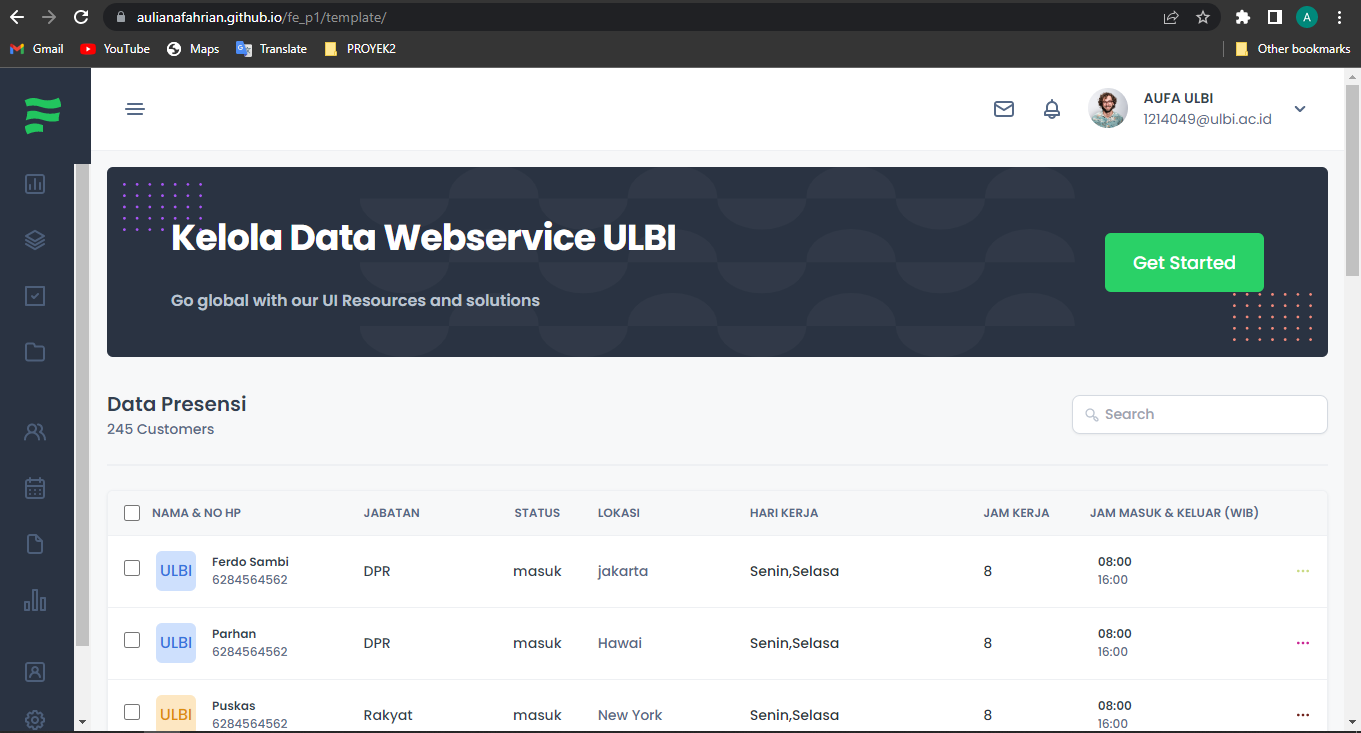 aulianafahrian.github.io/fe_p1/template/
A
Gmail YouTube Maps Translate PROYEK2 Other bookmarks
AUFA ULBI
1214049@ulbi.ac.id
Kelola Data Webservice ULBI
Get Started
Go global with our UI Resources and solutions
Data Presensi
245 Customers
Search
NAMA & NO HP JABATAN STATUS LOKASI HARI KERJA JAM KERJA JAM MASUK & KELUAR (WIB)
ULBI Ferdo Sambi DPR masuk jakarta Senin,Selasa 8 08:00
6284564562 16:00
ULBI Parhan DPR masuk Hawai Senin,Selasa 8 08:00
6284564562 16:00
ULBI Puskas Rakyat masuk New York Senin,Selasa 8 08:00
6284564562 16:00